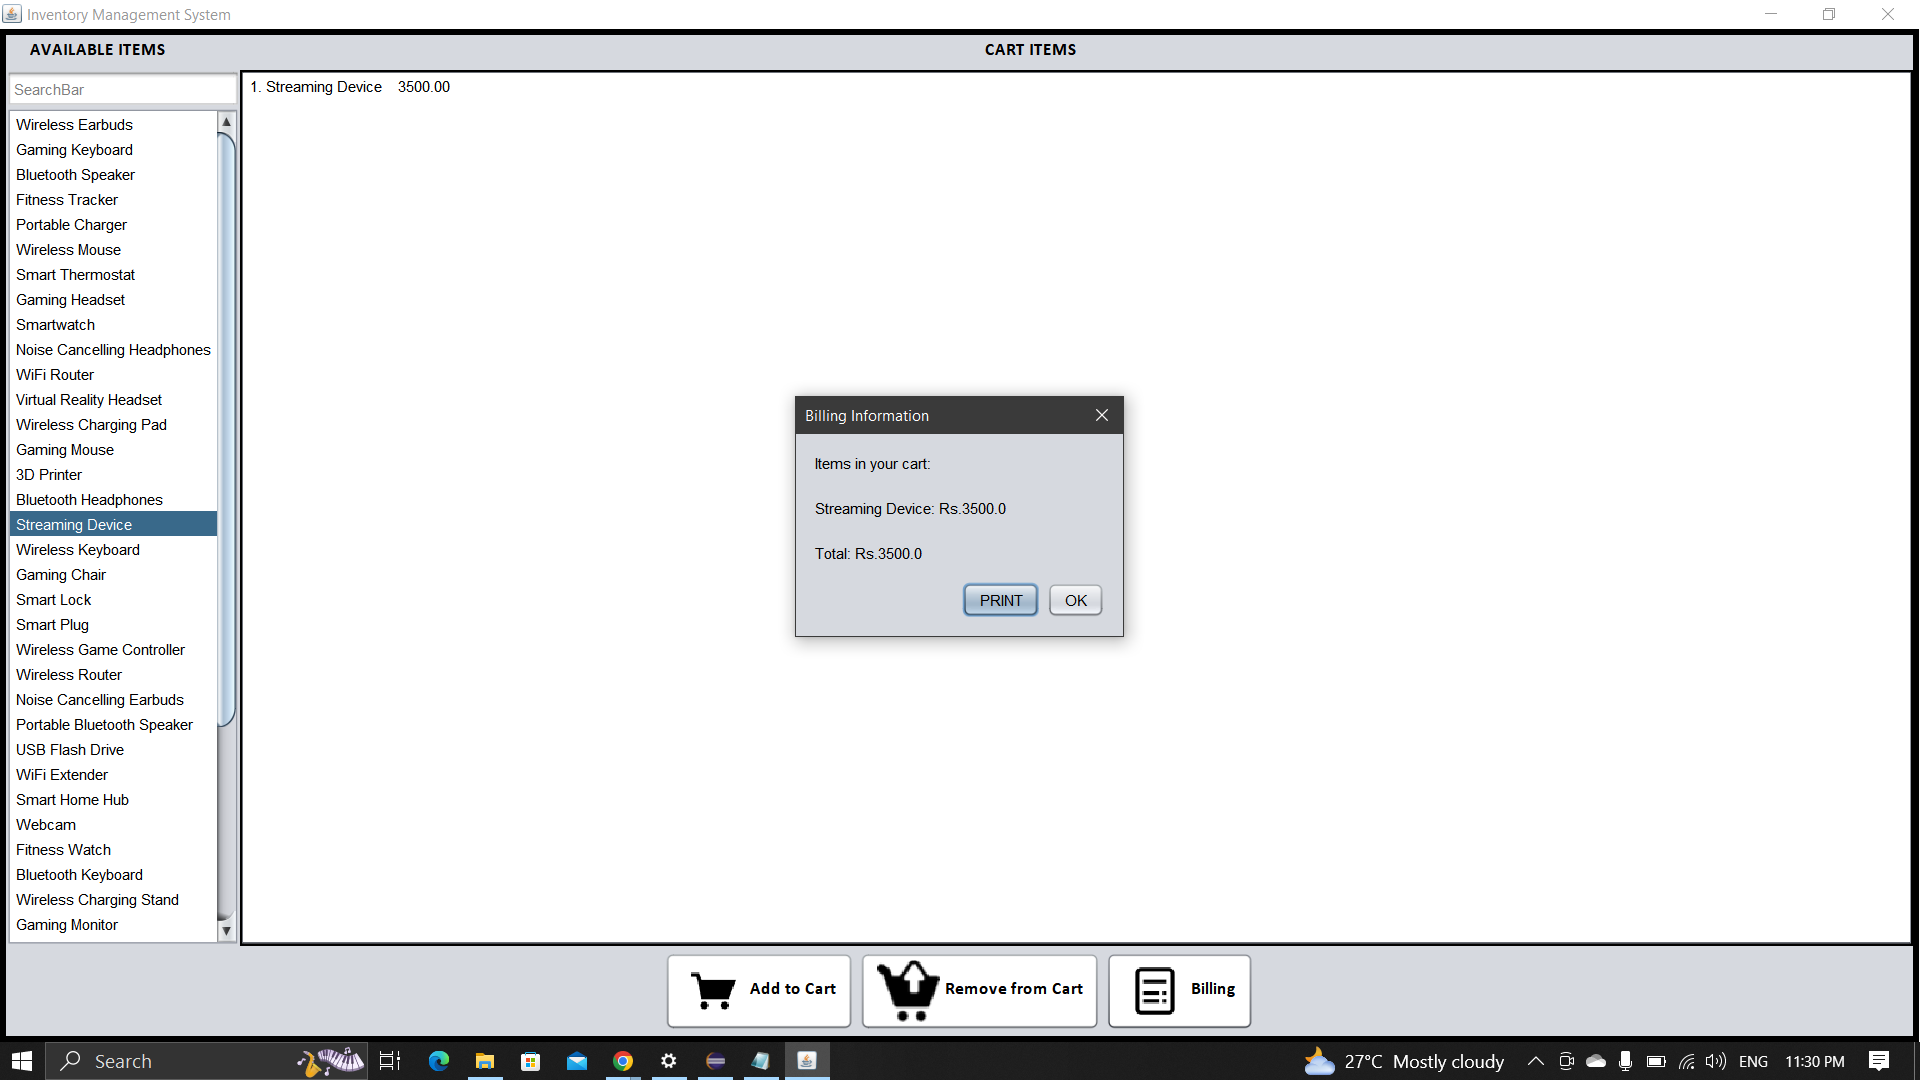 Inventory Management System
AVAILABLE ITEMS
CART ITEMS
SearchBar
1. Streaming Device 3500.00
Wireless Earbuds
Gaming Keyboard
Bluetooth Speaker
Fitness Tracker
Portable Charger
Wireless Mouse
Smart Thermostat
Gaming Headset
Smartwatch
Noise Cancelling Headphones
WiFi Router
Virtual Reality Headset
Wireless Charging Pad
Gaming Mouse
3D Printer
Bluetooth Headphones
Streaming Device
Wireless Keyboard
Gaming Chair
Smart Lock
Smart Plug
Wireless Game Controller
Wireless Router
Noise Cancelling Earbuds
Portable Bluetooth Speaker
USB Flash Drive
WiFi Extender
Smart Home Hub
Webcam
Fitness Watch
Bluetooth Keyboard
Wireless Charging Stand
Gaming Monitor
Billing Information
Items in your cart:
Streaming Device: Rs.3500.0
Total: Rs.3500.0
PRINT OK
Add to Cart
Remove from Cart
Billing
Search
27°C Mostly cloudy
ENG
11:30 PM